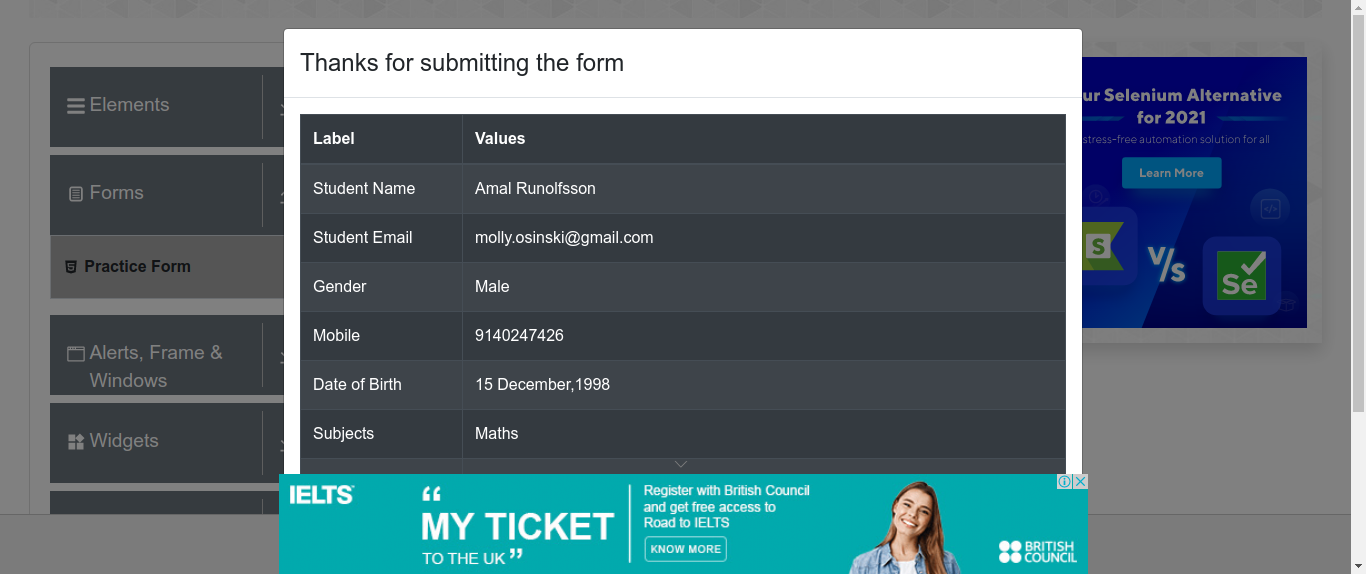 Thanks for submitting the form
Label Values
Student Name Amal Runolfsson
Student Email molly.osinski@gmail.com
Gender Male
Mobile 9140247426
Date of Birth 15 December,1998
Subjects Maths
Elements
Forms
Practice Form
Alerts, Frame &
Windows
Widgets
ur Selenium Alternative
for 2021
stress-free automation solution for all
Learn More
S
V/s
Se
IELTS
“
MY TICKET
TO THE UK”
Register with British Council
and get free access to
Road to IELTS
KNOW MORE
BRITISH
COUNCIL